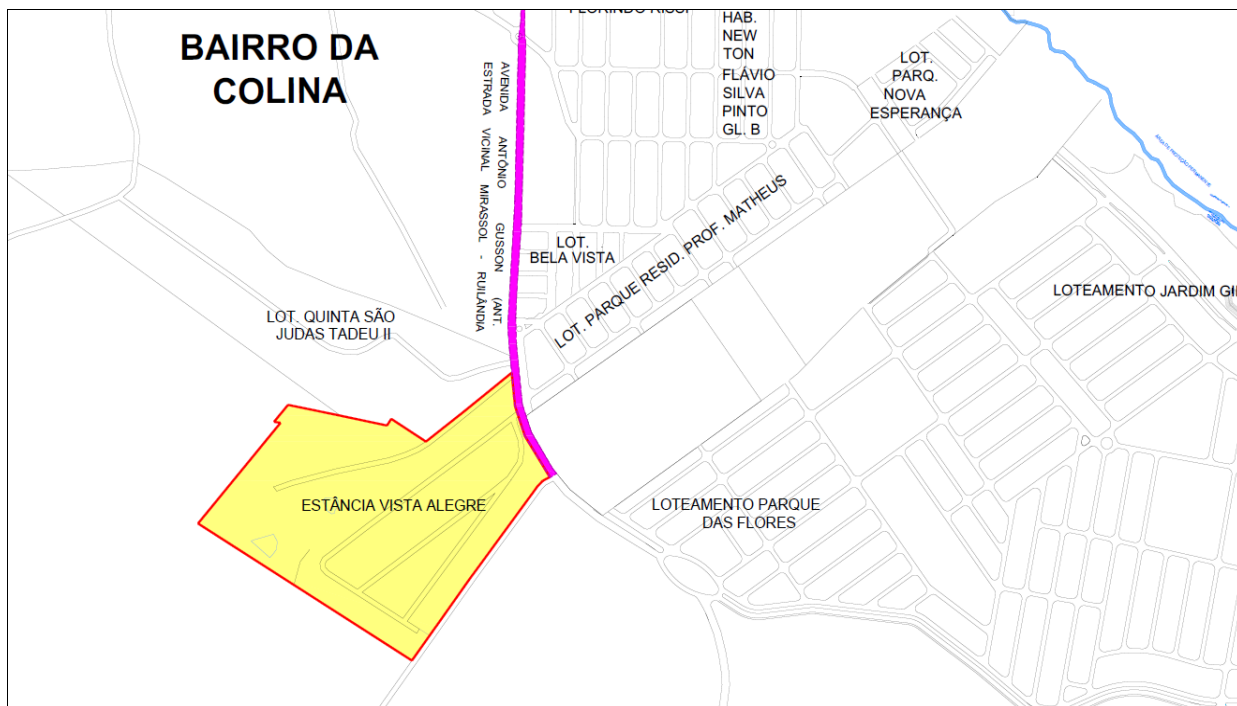 FLORINDO RISSI
BAIRRO DA
COLINA
HAB.
NEW
TON
FLÁVIO
SILVA
PINTO
GL. B
LOT.
PARQ.
NOVA
ESPERANÇA
AVENIDA ANTÔNIO GUSSON (ANT.
ESTRADA VICINAL MIRASSOL - RUILÂNDIA
LOT.
BELA VISTA
LOT. PARQUE RESID. PROF. MATHEUS
LOTEAMENTO JARDIM GI
LOT. QUINTA SÃO
JUDAS TADEU II
ESTÂNCIA VISTA ALEGRE
LOTEAMENTO PARQUE
DAS FLORES